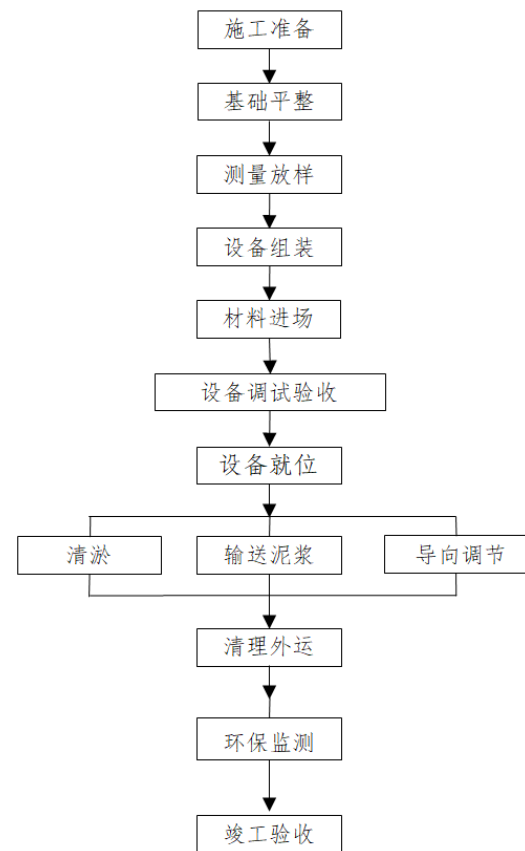 施工准备
基础平整
测量放样
设备组装
材料进场
设备调试验收
设备就位
清淤
输送泥浆
导向调节
清理外运
环保监测
竣工验收